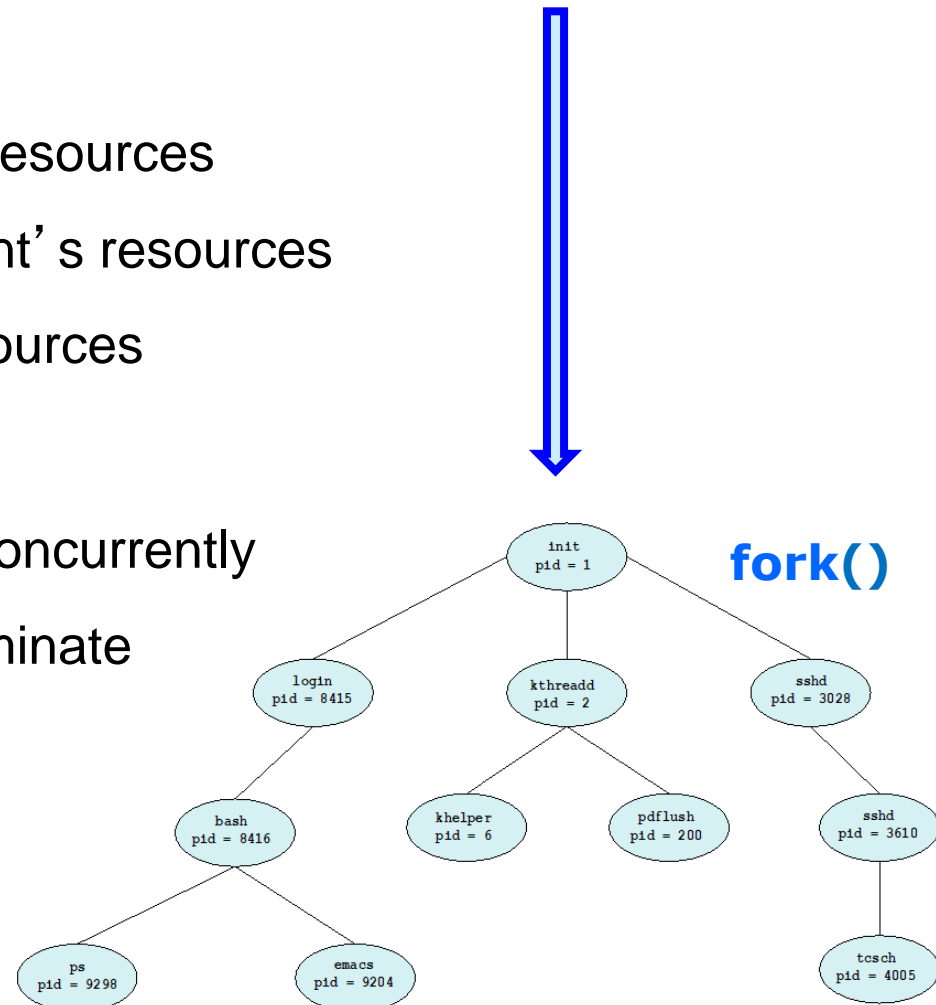 esources
nt's resources
ources
oncurrently
ninate
fork()
init
pid = 1
login
pid = 8415
kthreadd
pid = 2
sshd
pid = 3028
bash
pid = 8416
khelper
pid = 6
pdflush
pid = 200
sshd
pid = 3610
ps
pid = 9298
emacs
pid = 9204
tcsch
pid = 4005